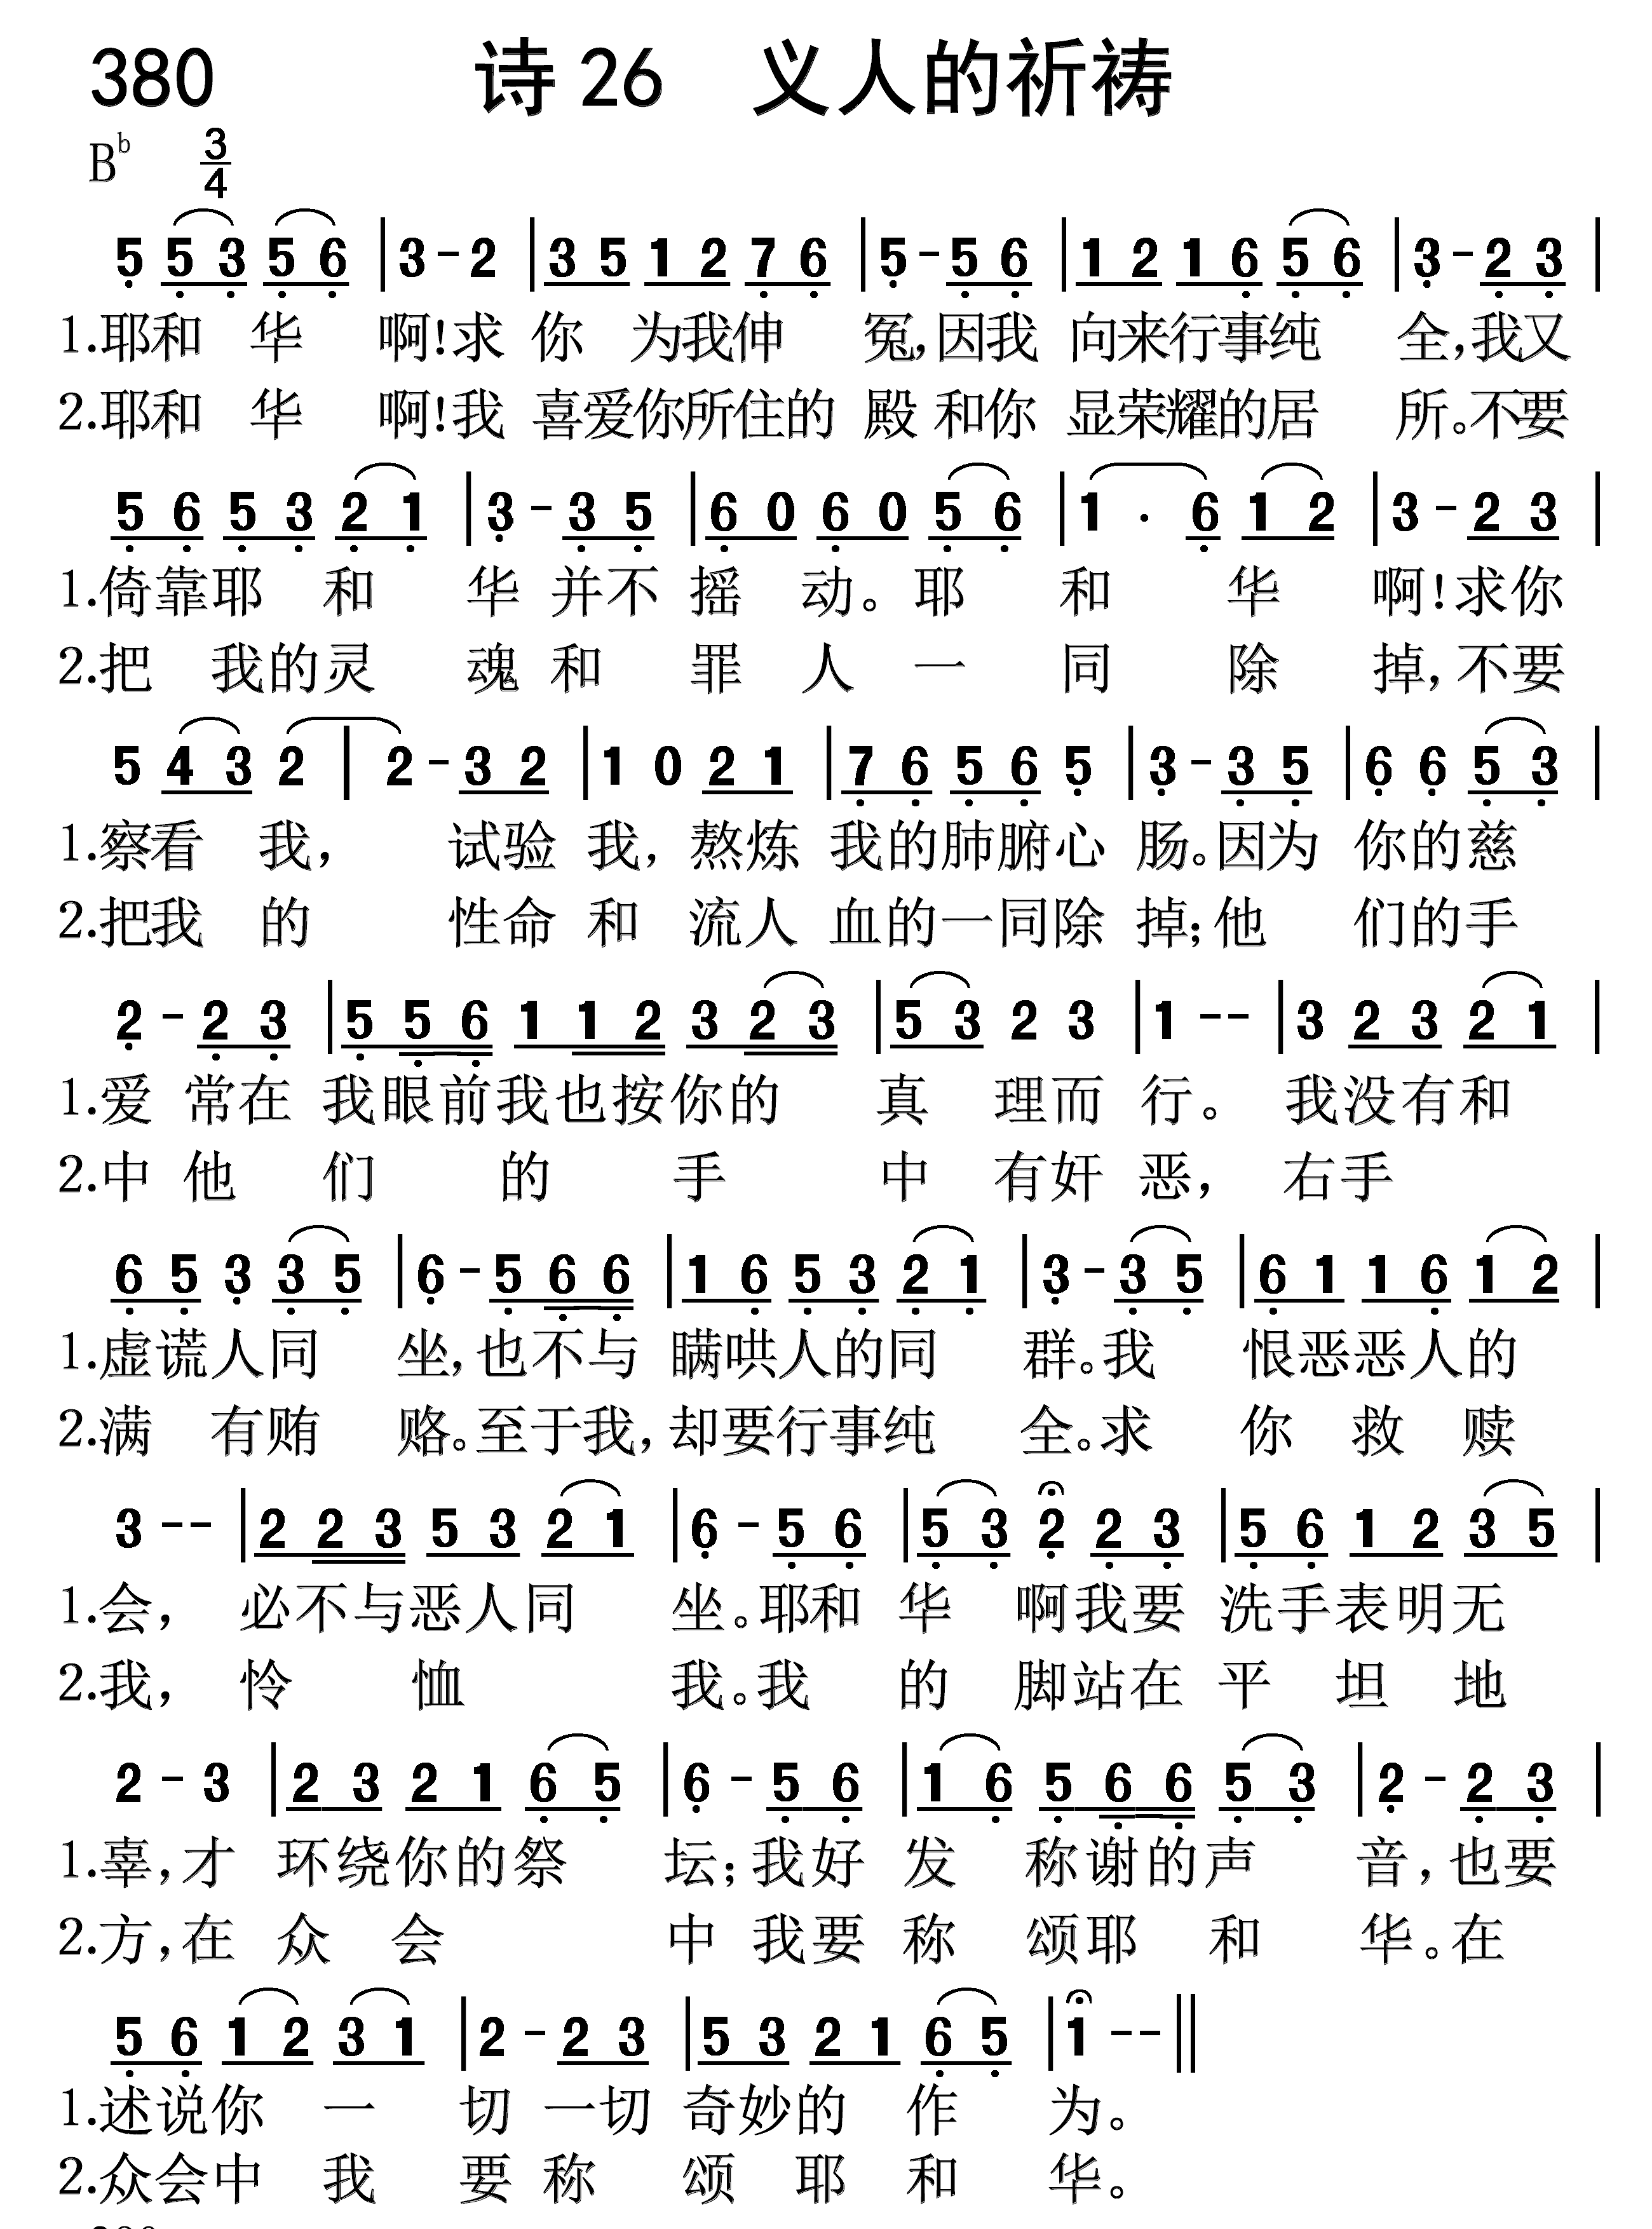 380 诗 26 义人的祈祷
B♭ 3/4
5 5 3 5 6 | 3 - 2 | 3 5 1 2 7 6 | 5 - 5 6 | 1 2 1 6 5 6 | 3 - 2 3 |
1.耶和 华 啊!求 你 为我伸 冤,因我 向来行事纯 全,我又
2.耶和 华 啊!我 喜爱你所住的 殿 和你 显荣耀的居 所。不要
5 6 5 3 2 1 | 3 - 3 5 | 6 0 6 0 5 6 | 1 · 6 1 2 | 3 - 2 3 |
1.倚靠耶 和 华 并不 摇 动。耶 和 华 啊!求你
2.把 我的灵 魂 和 罪 人 一 同 除 掉,不要
5 4 3 2 | 2 - 3 2 | 1 0 2 1 | 7 6 5 6 5 | 3 - 3 5 | 6 6 5 3 |
1.察看 我, 试验 我,熬炼 我的肺腑心 肠。因为 你的慈
2.把我 的 性命 和 流人 血的一同除 掉;他 们的手
2 - 2 3 | 5 5 6 1 1 2 3 2 3 | 5 3 2 3 | 1 - - | 3 2 3 2 1 |
1.爱 常在 我眼前我也按你的 真 理而 行。 我没有和
2.中 他 们 的 手 中 有奸 恶, 右手
6 5 3 3 5 | 6 - 5 6 6 | 1 6 5 3 2 1 | 3 - 3 5 | 6 1 1 6 1 2 |
1.虚谎人同 坐,也不与 瞒哄人的同 群。我 恨恶恶人的
2.满 有贿 赂。至于我,却要行事纯 全。求 你 救 赎
3 - - | 2 2 3 5 3 2 1 | 6 - 5 6 | 5 3 2 2 3 | 5 6 1 2 3 5 |
1.会, 必不与恶人同 坐。耶和 华 啊我要 洗手表明无
2.我, 怜 恤 我。我 的 脚站在 平 坦 地
2 - 3 | 2 3 2 1 6 5 | 6 - 5 6 | 1 6 5 6 6 5 3 | 2 - 2 3 |
1.辜,才 环绕你的祭 坛;我好 发 称谢的声 音,也要
2.方,在 众 会 中 我要 称 颂耶 和 华。在
5 6 1 2 3 1 | 2 - 2 3 | 5 3 2 1 6 5 | 1 - - ||
1.述说你 一 切 一切 奇妙的 作 为。
2.众会中 我 要 称 颂 耶 和 华。